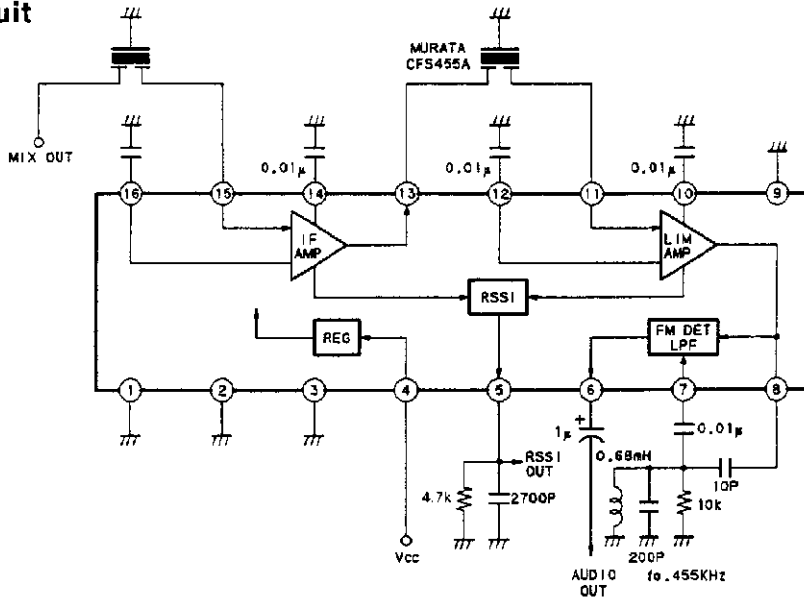 uit
MURATA
CFS455A
MIX OUT
0.01μ
0.01μ
0.01μ
16
15
14
13
12
11
10
9
IF
AMP
LIM
AMP
RSSI
REG
FM DET
LPF
1
2
3
4
5
6
7
8
1μ
+
0.01μ
0.68mH
RSSI
OUT
10P
4.7k
2700P
10k
200P
Vcc
AUDIO
OUT
fo.455KHz